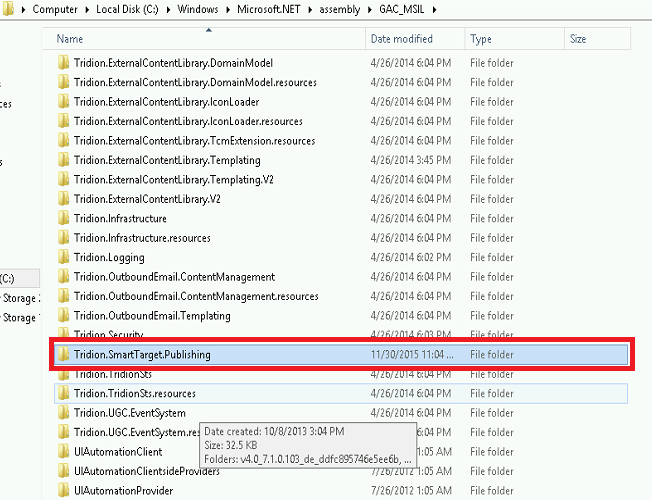 Computer ▸ Local Disk (C:) ▸ Windows ▸ Microsoft.NET ▸ assembly ▸ GAC_MSIL ▸
Name Date modified Type Size
Tridion.ExternalContentLibrary.DomainModel 4/26/2014 6:04 PM File folder
Tridion.ExternalContentLibrary.DomainModel.resources 4/26/2014 6:04 PM File folder
Tridion.ExternalContentLibrary.IconLoader 4/26/2014 6:04 PM File folder
Tridion.ExternalContentLibrary.IconLoader.resources 4/26/2014 6:04 PM File folder
Tridion.ExternalContentLibrary.TcmExtension.resources 4/26/2014 6:04 PM File folder
Tridion.ExternalContentLibrary.Templating 4/26/2014 3:45 PM File folder
Tridion.ExternalContentLibrary.Templating.V2 4/26/2014 6:04 PM File folder
Tridion.ExternalContentLibrary.V2 4/26/2014 6:04 PM File folder
Tridion.Infrastructure 4/26/2014 6:04 PM File folder
Tridion.Infrastructure.resources 4/26/2014 6:04 PM File folder
Tridion.Logging 4/26/2014 6:02 PM File folder
(C:) Tridion.OutboundEmail.ContentManagement 4/26/2014 6:04 PM File folder
Storage 2 Tridion.OutboundEmail.ContentManagement.resources 4/26/2014 6:04 PM File folder
Storage Tridion.OutboundEmail.Templating 4/26/2014 6:04 PM File folder
Tridion.Security 4/26/2014 6:03 PM File folder
Tridion.SmartTarget.Publishing 11/30/2015 11:04 ... File folder
Tridion.TridionSts 4/26/2014 6:04 PM File folder
Tridion.TridionSts.resources 4/26/2014 6:04 PM File folder
Tridion.UGC.EventSystem 4/26/2014 6:04 PM File folder
Tridion.UGC.EventSystem.res 6:04 PM File folder
Date created: 10/8/2013 3:04 PM
Size: 32.5 KB
Folders: v4.0_7.1.0.103_de_ddfc895746e5ee6b, ...
UIAutomationClient 1:05 AM File folder
UIAutomationClientsideProviders 7/26/2012 1:05 AM File folder
UIAutomationProvider 7/26/2012 1:05 AM File folder